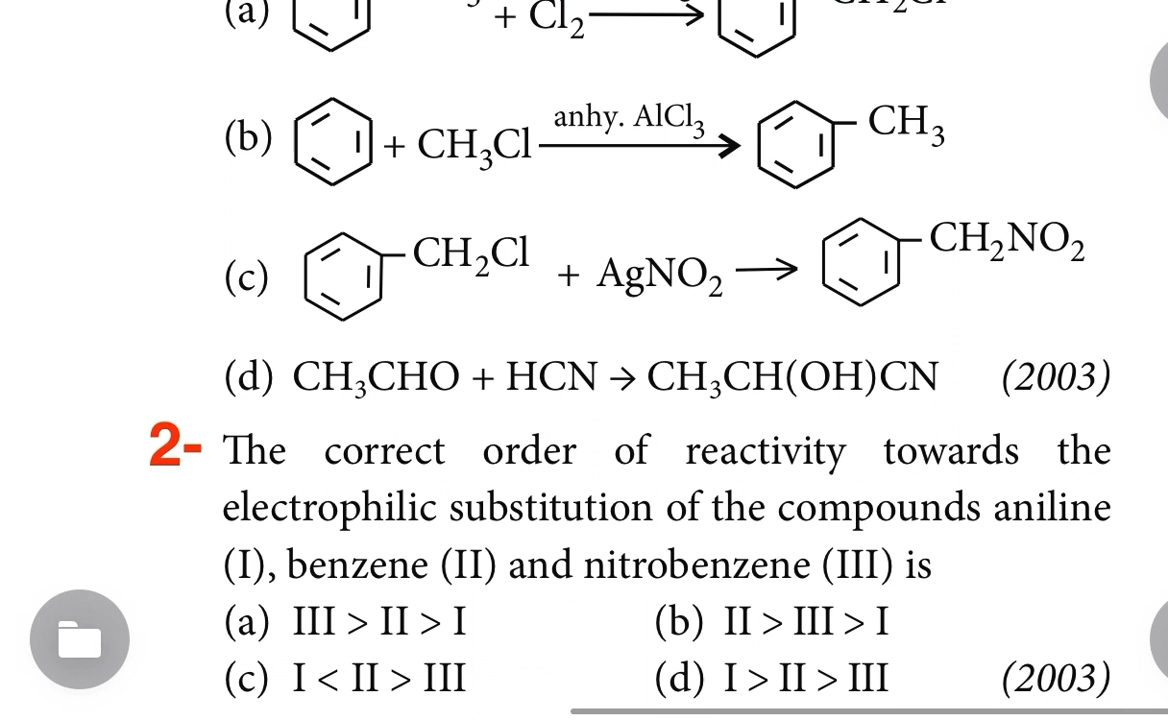 (a) + Cl₂ ⟶
(b) + CH₃Cl anhy. AlCl₃ ⟶ CH₃
(c) CH₂Cl + AgNO₂ ⟶ CH₂NO₂
(d) CH₃CHO + HCN → CH₃CH(OH)CN (2003)
2- The correct order of reactivity towards the
electrophilic substitution of the compounds aniline
(I), benzene (II) and nitrobenzene (III) is
(a) III > II > I (b) II > III > I
(c) I < II > III (d) I > II > III (2003)